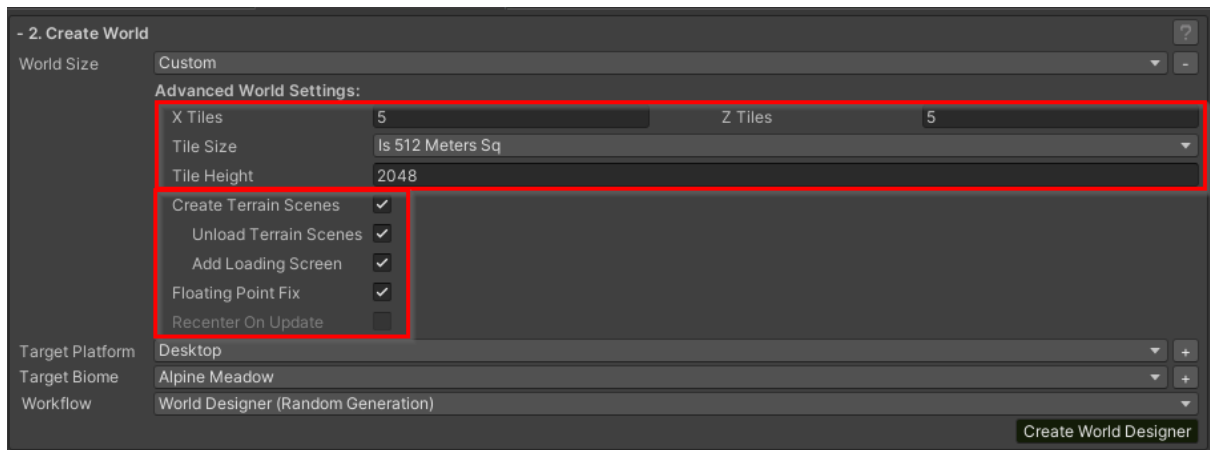 - 2. Create World ?
World Size Custom -
Advanced World Settings:
X Tiles 5 Z Tiles 5
Tile Size Is 512 Meters Sq
Tile Height 2048
Create Terrain Scenes
Unload Terrain Scenes
Add Loading Screen
Floating Point Fix
Recenter On Update
Target Platform Desktop +
Target Biome Alpine Meadow +
Workflow World Designer (Random Generation)
Create World Designer